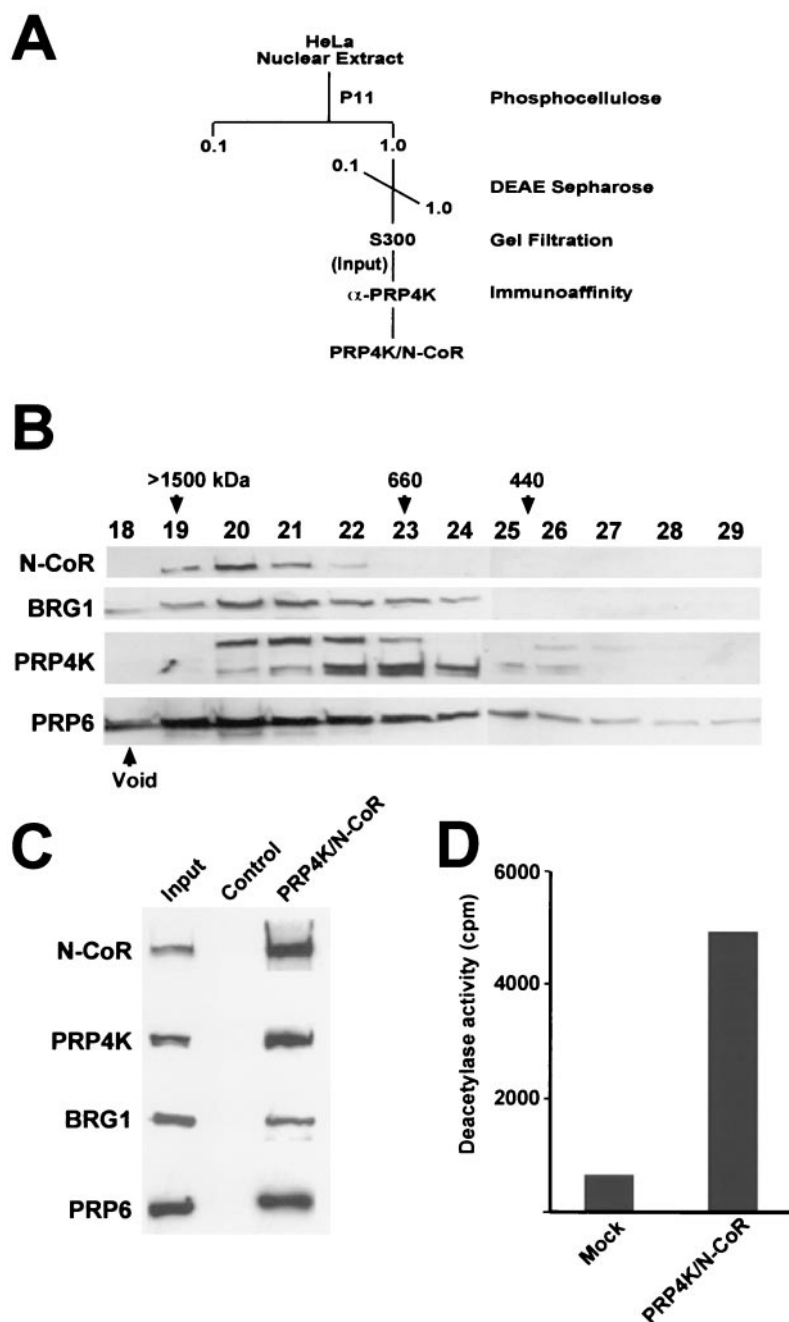 A
HeLa
Nuclear Extract
P11
Phosphocellulose
0.1
1.0
0.1
DEAE Sepharose
1.0
S300
Gel Filtration
(Input)
α-PRP4K
Immunoaffinity
PRP4K/N-CoR
B
>1500 kDa 660 440
18 19 20 21 22 23 24 25 26 27 28 29
N-CoR
BRG1
PRP4K
PRP6
Void
C
Input Control PRP4K/N-CoR
N-CoR
PRP4K
BRG1
PRP6
D
Deacetylase activity (cpm)
6000
4000
2000
Mock
PRP4K/N-CoR